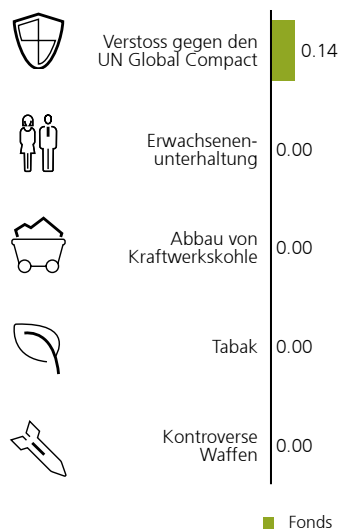 Verstoss gegen den
UN Global Compact
0.14
Erwachsenen-
unterhaltung
0.00
Abbau von
Kraftwerkskohle
0.00
Tabak
0.00
Kontroverse
Waffen
0.00
Fonds